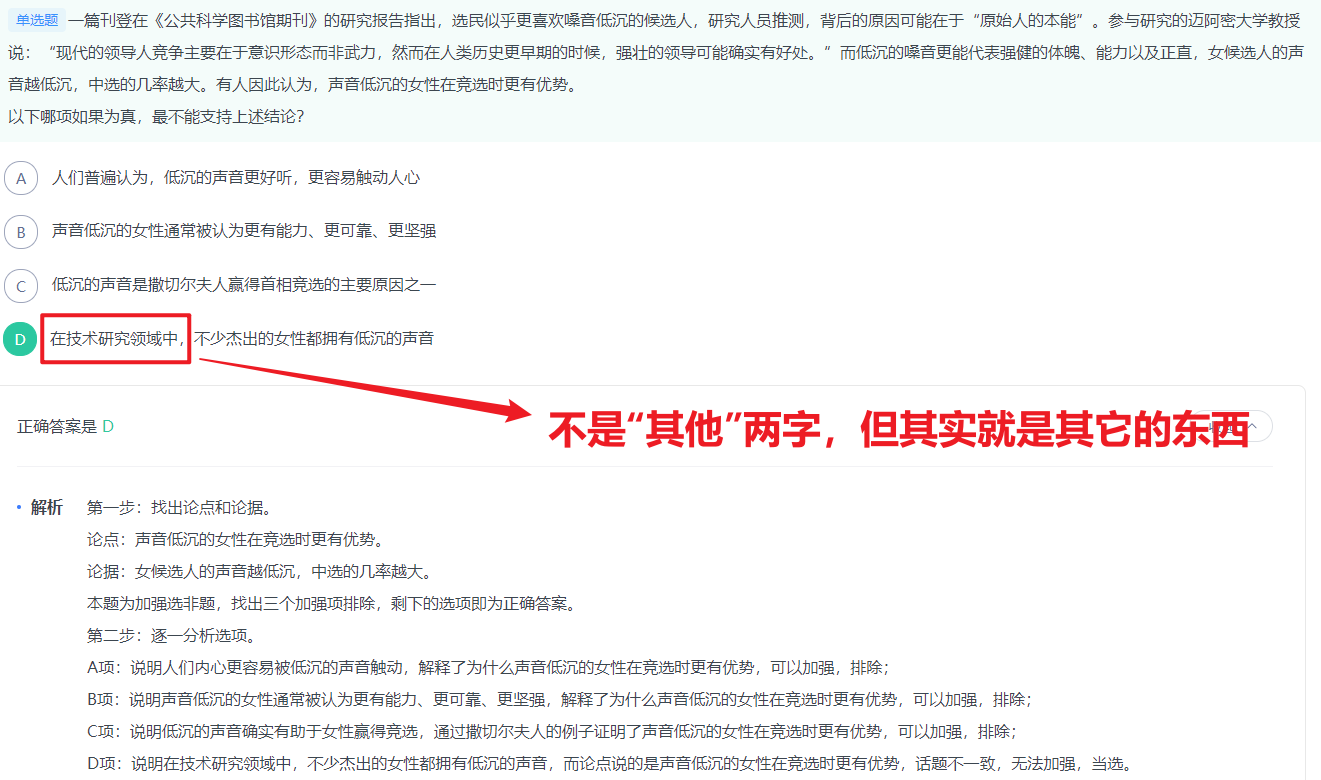 单选题 一篇刊登在《公共科学图书馆期刊》的研究报告指出，选民似乎更喜欢嗓音低沉的候选人，研究人员推测，背后的原因可能在于“原始人的本能”。参与研究的迈阿密大学教授
说：“现代的领导人竞争主要在于意识形态而非武力，然而在人类历史更早期的时候，强壮的领导可能确实有好处。”而低沉的嗓音更能代表强健的体魄、能力以及正直，女候选人的声
音越低沉，中选的几率越大。有人因此认为，声音低沉的女性在竞选时更有优势。
以下哪项如果为真，最不能支持上述结论？
A 人们普遍认为，低沉的声音更好听，更容易触动人心
B 声音低沉的女性通常被认为更有能力、更可靠、更坚强
C 低沉的声音是撒切尔夫人赢得首相竞选的主要原因之一
D 在技术研究领域中，不少杰出的女性都拥有低沉的声音
不是“其他”两字，但其实就是其它的东西
正确答案是 D
解析 第一步：找出论点和论据。
论点：声音低沉的女性在竞选时更有优势。
论据：女候选人的声音越低沉，中选的几率越大。
本题为加强选非题，找出三个加强项排除，剩下的选项即为正确答案。
第二步：逐一分析选项。
A项：说明人们内心更容易被低沉的声音触动，解释了为什么声音低沉的女性在竞选时更有优势，可以加强，排除；
B项：说明声音低沉的女性通常被认为更有能力、更可靠、更坚强，解释了为什么声音低沉的女性在竞选时更有优势，可以加强，排除；
C项：说明低沉的声音确实有助于女性赢得竞选，通过撒切尔夫人的例子证明了声音低沉的女性在竞选时更有优势，可以加强，排除；
D项：说明在技术研究领域中，不少杰出的女性都拥有低沉的声音，而论点说的是声音低沉的女性在竞选时更有优势，话题不一致，无法加强，当选。